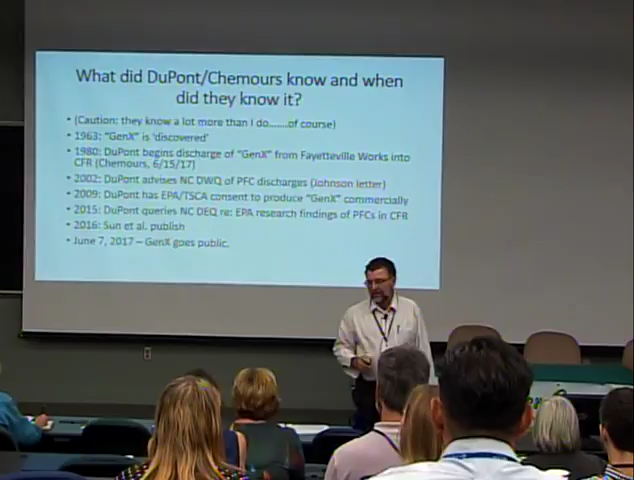 What did DuPont/Chemours know and when
did they know it?
• (Caution: they know a lot more than I do.......of course)
• 1963: "GenX" is 'discovered'
• 1980: DuPont begins discharge of "GenX" from Fayetteville Works into
CFR (Chemours, 6/15/17)
• 2002: DuPont advises NC DWQ of PFC discharges (Johnson letter)
• 2009: DuPont has EPA/TSCA consent to produce "GenX" commercially
• 2015: DuPont queries NC DEQ re: EPA research findings of PFCs in CFR
• 2016: Sun et al. publish
• June 7, 2017 – GenX goes public.